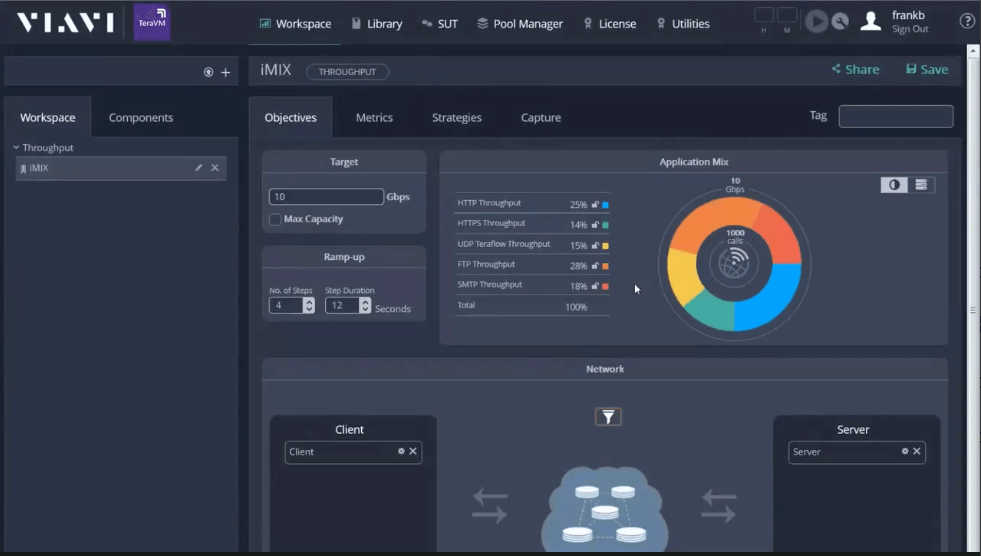 VIAVI TeraVM Workspace Library SUT Pool Manager License Utilities H M frankb Sign Out ?
iMIX THROUGHPUT Share Save
Workspace Components
Objectives Metrics Strategies Capture Tag
Throughput
iMIX
Target
10 Gbps
Max Capacity
Ramp-up
No. of Steps Step Duration
4 12 Seconds
Application Mix
HTTP Throughput 25%
HTTPS Throughput 14%
UDP Teraflow Throughput 15%
FTP Throughput 28%
SMTP Throughput 18%
Total 100%
10
Gbps
1000
calls
Network
Client
Client
Server
Server